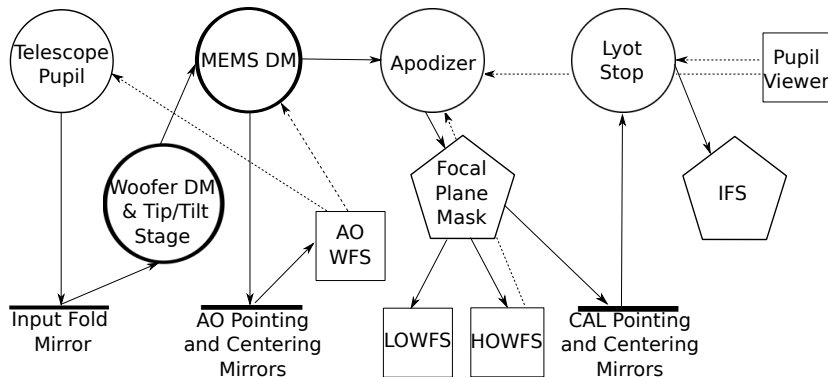 Telescope
Pupil
MEMS DM
Apodizer
Lyot
Stop
Pupil
Viewer
Woofer DM
& Tip/Tilt
Stage
AO
WFS
Focal
Plane
Mask
IFS
Input Fold
Mirror
AO Pointing
and Centering
Mirrors
LOWFS
HOWFS
CAL Pointing
and Centering
Mirrors